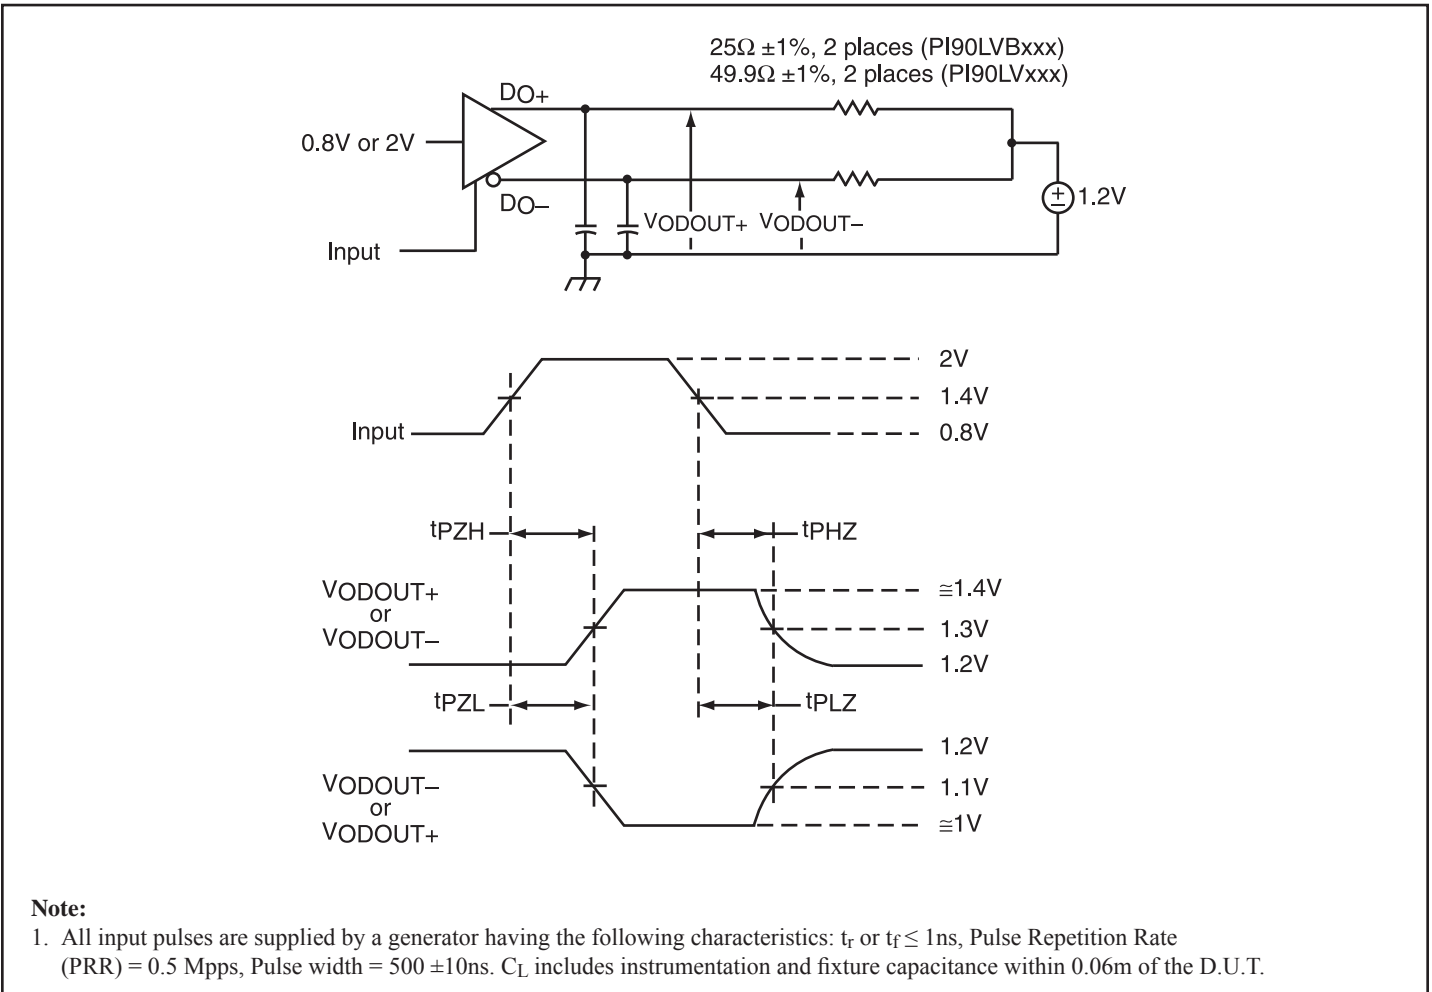 25Ω ±1%, 2 places (PI90LVBxxx)
49.9Ω ±1%, 2 places (PI90LVxxx)
DO+
0.8V or 2V
DO–
VODOUT+ VODOUT–
1.2V
Input
2V
1.4V
Input
0.8V
tPZH
tPHZ
VODOUT+
or
VODOUT–
≅1.4V
1.3V
1.2V
tPZL
tPLZ
1.2V
VODOUT–
or
VODOUT+
1.1V
≅1V
Note:
1. All input pulses are supplied by a generator having the following characteristics: tr or tf ≤ 1ns, Pulse Repetition Rate
(PRR) = 0.5 Mpps, Pulse width = 500 ±10ns. CL includes instrumentation and fixture capacitance within 0.06m of the D.U.T.